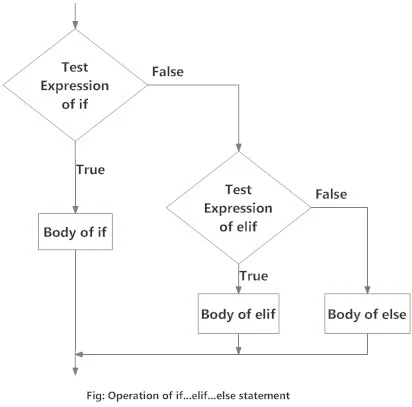 Test
Expression
of if
False
True
Body of if
Test
Expression
of elif
False
True
Body of elif
Body of else
Fig: Operation of if...elif...else statement